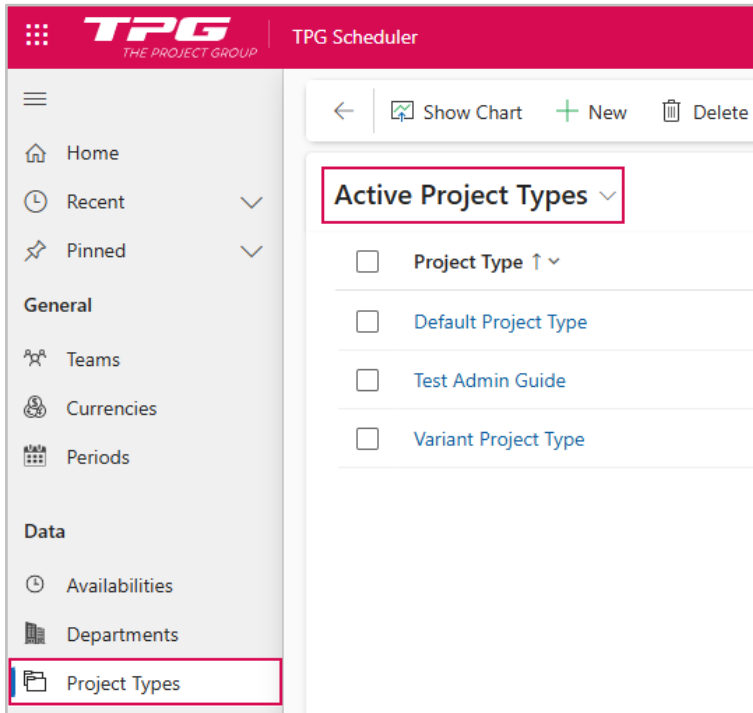 TPG
THE PROJECT GROUP
TPG Scheduler
Show Chart
New
Delete
Home
Recent
Pinned
General
Teams
Currencies
Periods
Data
Availabilities
Departments
Project Types
Active Project Types
Project Type
Default Project Type
Test Admin Guide
Variant Project Type